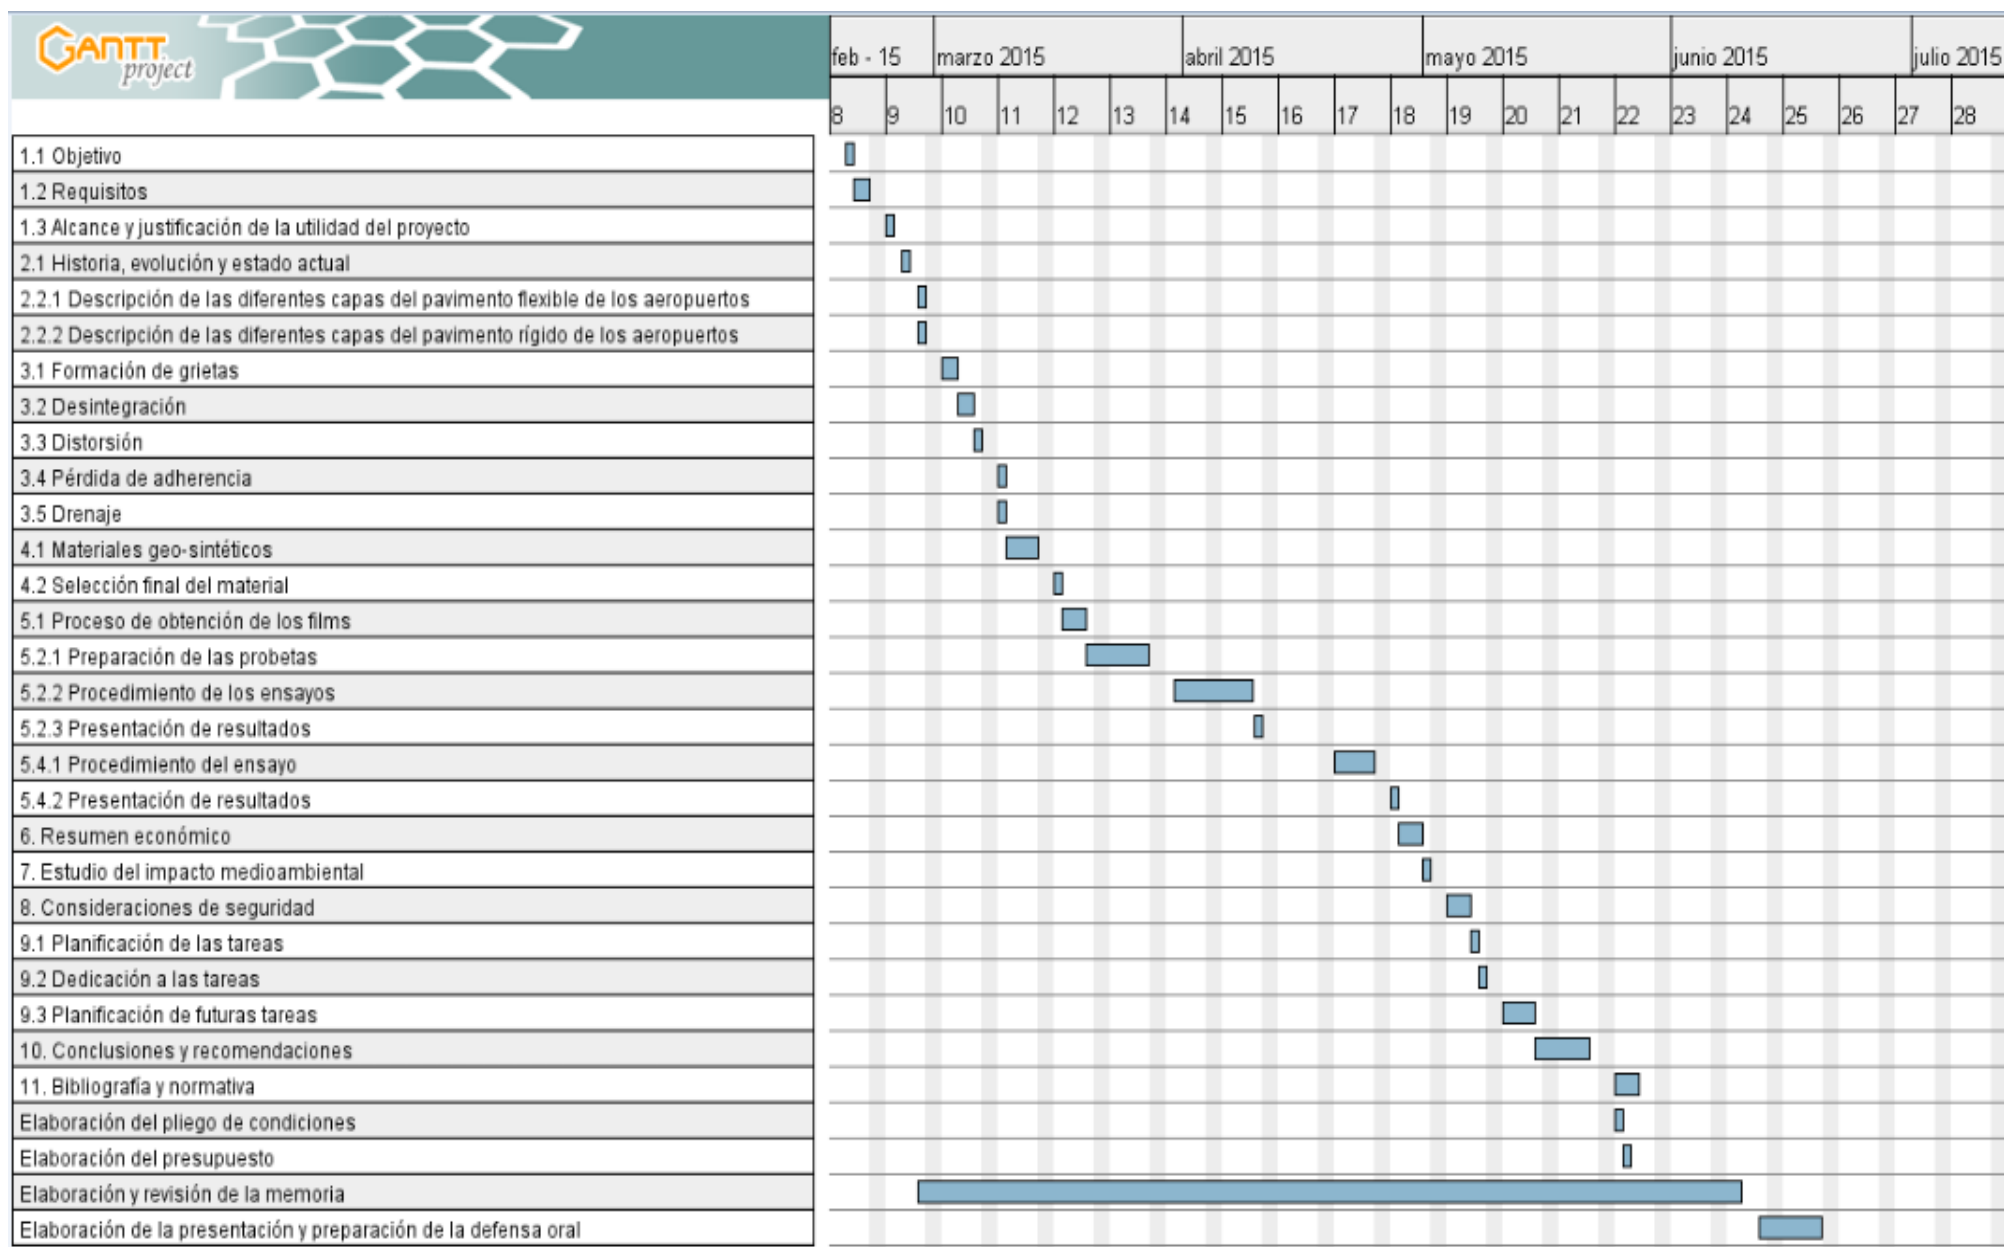 GANTT
project
feb - 15 marzo 2015 abril 2015 mayo 2015 junio 2015 julio 2015
8 9 10 11 12 13 14 15 16 17 18 19 20 21 22 23 24 25 26 27 28
1.1 Objetivo
1.2 Requisitos
1.3 Alcance y justificación de la utilidad del proyecto
2.1 Historia, evolución y estado actual
2.2.1 Descripción de las diferentes capas del pavimento flexible de los aeropuertos
2.2.2 Descripción de las diferentes capas del pavimento rígido de los aeropuertos
3.1 Formación de grietas
3.2 Desintegración
3.3 Distorsión
3.4 Pérdida de adherencia
3.5 Drenaje
4.1 Materiales geo-sintéticos
4.2 Selección final del material
5.1 Proceso de obtención de los films
5.2.1 Preparación de las probetas
5.2.2 Procedimiento de los ensayos
5.2.3 Presentación de resultados
5.4.1 Procedimiento del ensayo
5.4.2 Presentación de resultados
6. Resumen económico
7. Estudio del impacto medioambiental
8. Consideraciones de seguridad
9.1 Planificación de las tareas
9.2 Dedicación a las tareas
9.3 Planificación de futuras tareas
10. Conclusiones y recomendaciones
11. Bibliografía y normativa
Elaboración del pliego de condiciones
Elaboración del presupuesto
Elaboración y revisión de la memoria
Elaboración de la presentación y preparación de la defensa oral